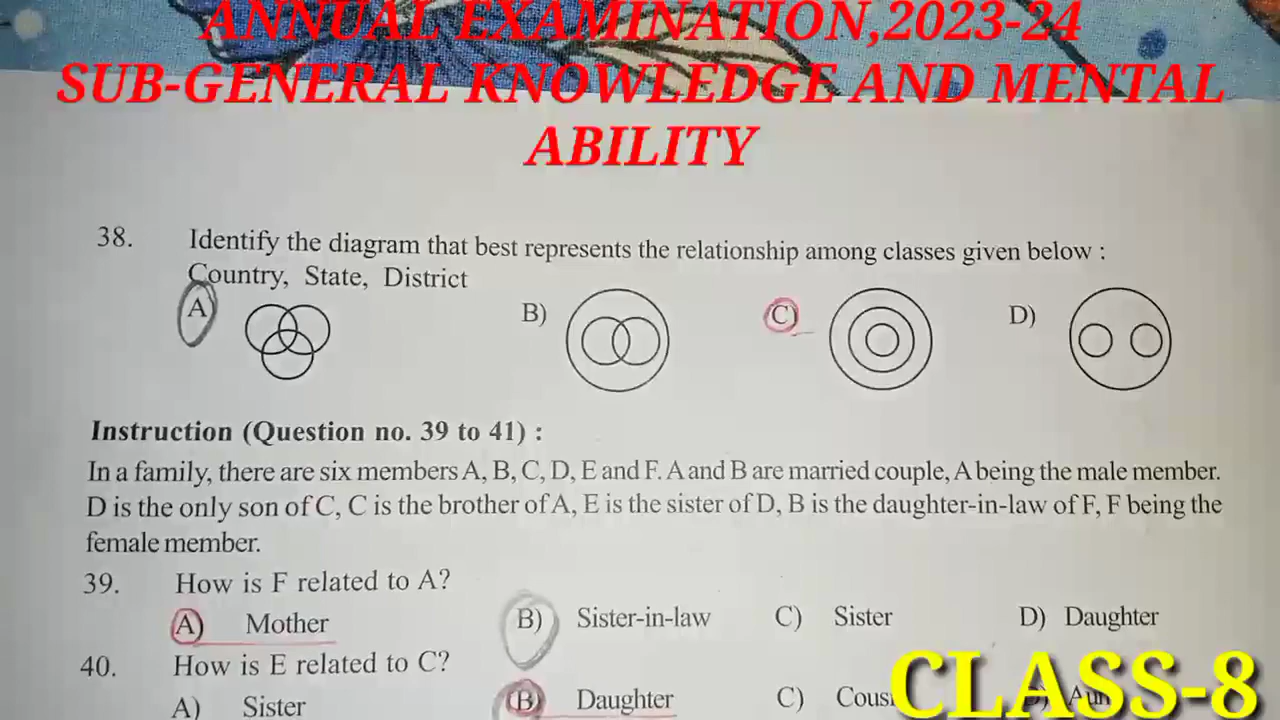 ANNUAL EXAMINATION,2023-24
SUB-GENERAL KNOWLEDGE AND MENTAL
ABILITY
38. Identify the diagram that best represents the relationship among classes given below :
Country, State, District
A) B) C) D)
Instruction (Question no. 39 to 41) :
In a family, there are six members A, B, C, D, E and F. A and B are married couple, A being the male member.
D is the only son of C, C is the brother of A, E is the sister of D, B is the daughter-in-law of F, F being the
female member.
39. How is F related to A?
A) Mother B) Sister-in-law C) Sister D) Daughter
40. How is E related to C?
A) Sister B) Daughter C) D)
CLASS-8